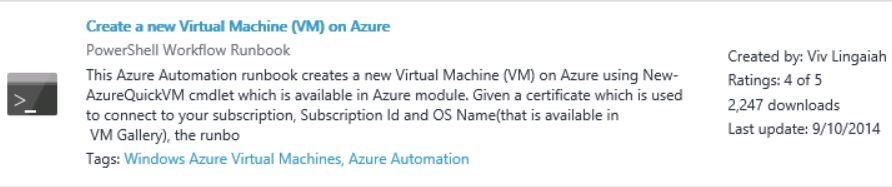 Create a new Virtual Machine (VM) on Azure
PowerShell Workflow Runbook
This Azure Automation runbook creates a new Virtual Machine (VM) on Azure using New-
AzureQuickVM cmdlet which is available in Azure module. Given a certificate which is used
to connect to your subscription, Subscription Id and OS Name(that is available in
VM Gallery), the runbo
Tags: Windows Azure Virtual Machines, Azure Automation
Created by: Viv Lingaiah
Ratings: 4 of 5
2,247 downloads
Last update: 9/10/2014